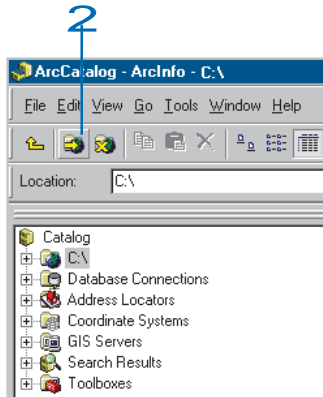 2
ArcCatalog - ArcInfo - C:\
File Edit View Go Tools Window Help
Location: C:\
Catalog
C:\
Database Connections
Address Locators
Coordinate Systems
GIS Servers
Search Results
Toolboxes